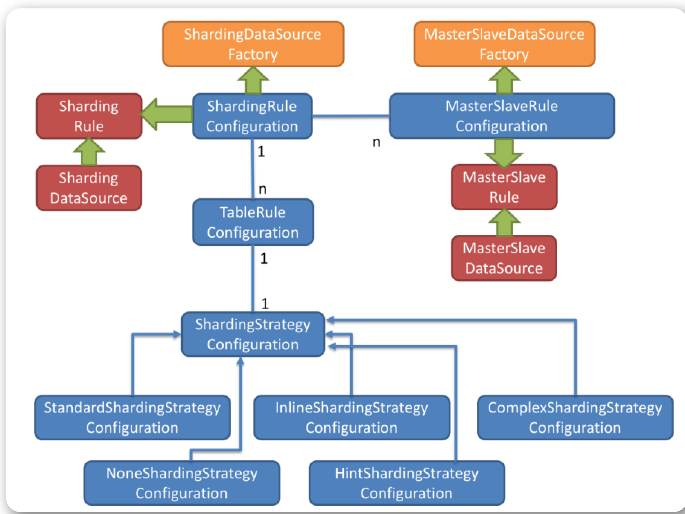 ShardingDataSource
Factory
MasterSlaveDataSource
Factory
Sharding
Rule
ShardingRule
Configuration
MasterSlaveRule
Configuration
1
n
Sharding
DataSource
MasterSlave
Rule
n
TableRule
Configuration
MasterSlave
DataSource
1
1
ShardingStrategy
Configuration
StandardShardingStrategy
Configuration
InlineShardingStrategy
Configuration
ComplexShardingStrategy
Configuration
NoneShardingStrategy
Configuration
HintShardingStrategy
Configuration